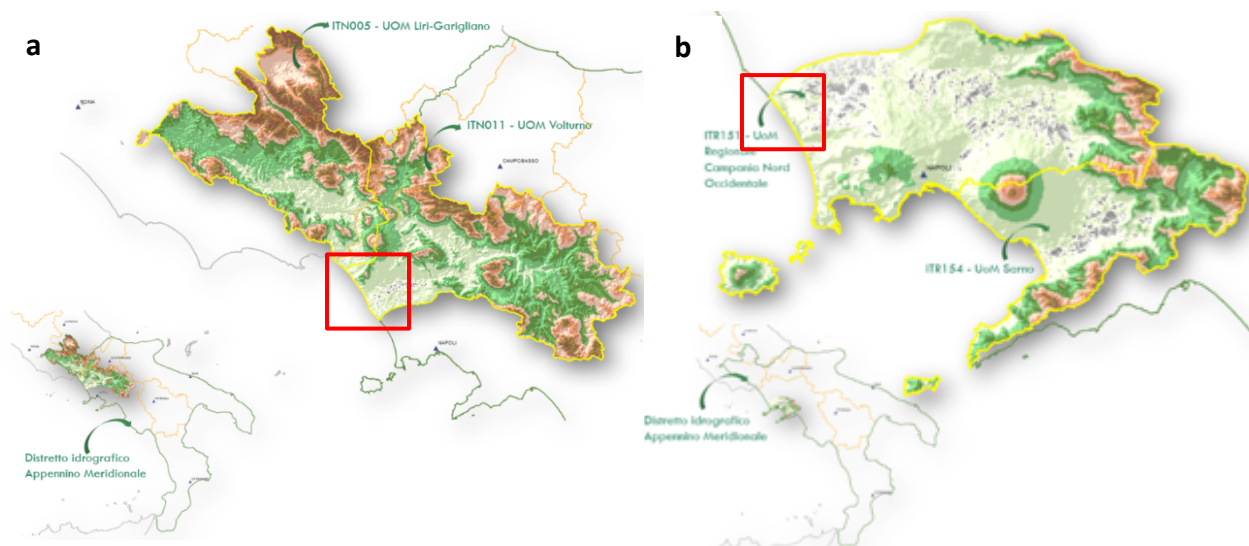 a
ITN005 - UOM Liri-Garigliano
ROMA
ITN011 - UOM Volturno
CAMPOBASSO
NAPOLI
Distretto idrografico
Appennino Meridionale
b
ITR151 - UoM
Regionale
Campania Nord
Occidentale
NAPOLI
ITR154 - UoM Sarno
Distretto idrografico
Appennino Meridionale